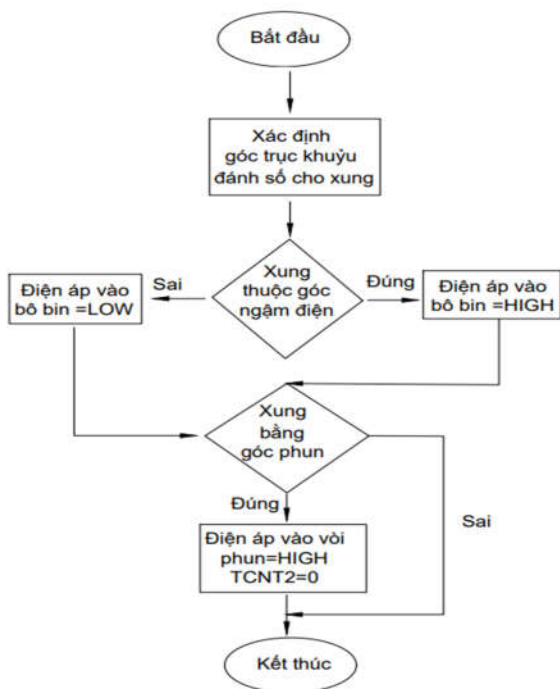 Bắt đầu
Xác định
góc trục khuỷu
đánh số cho xung
Xung
thuộc góc
ngậm điện
Sai
Đúng
Điện áp vào
bô bin =LOW
Điện áp vào
bô bin =HIGH
Xung
bằng
góc phun
Đúng
Sai
Điện áp vào vòi
phun=HIGH
TCNT2=0
Kết thúc